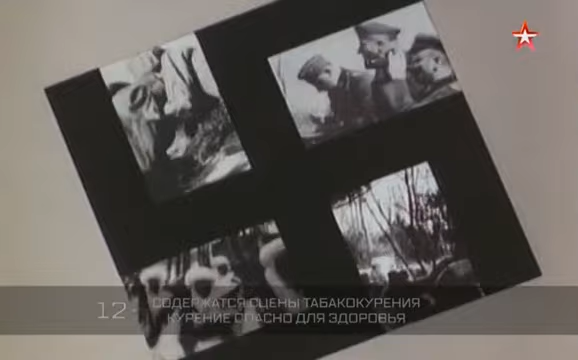 12+
СОДЕРЖАТСЯ СЦЕНЫ ТАБАКОКУРЕНИЯ
КУРЕНИЕ ОПАСНО ДЛЯ ЗДОРОВЬЯ